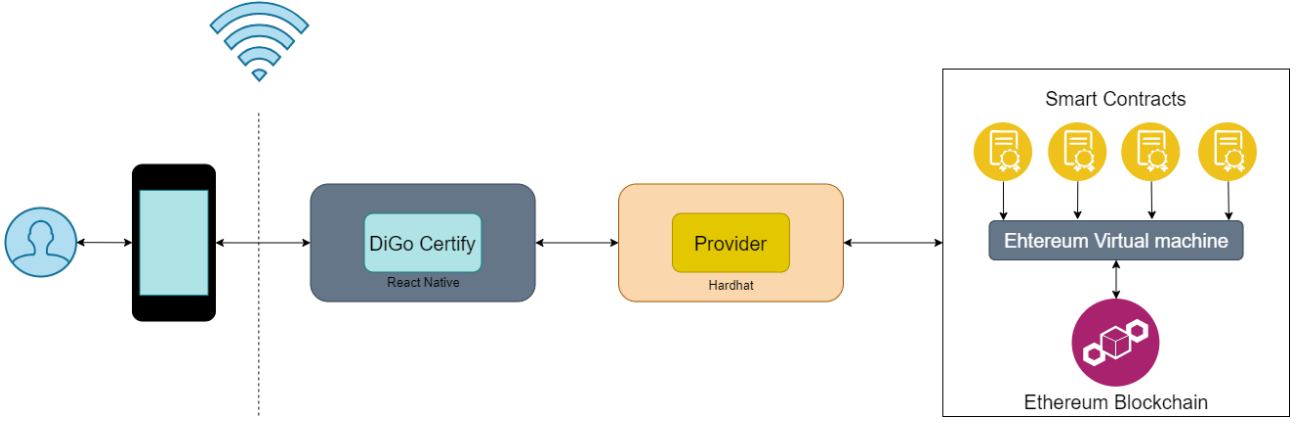 Smart Contracts
DiGo Certify
React Native
Provider
Hardhat
Ehtereum Virtual machine
Ethereum Blockchain